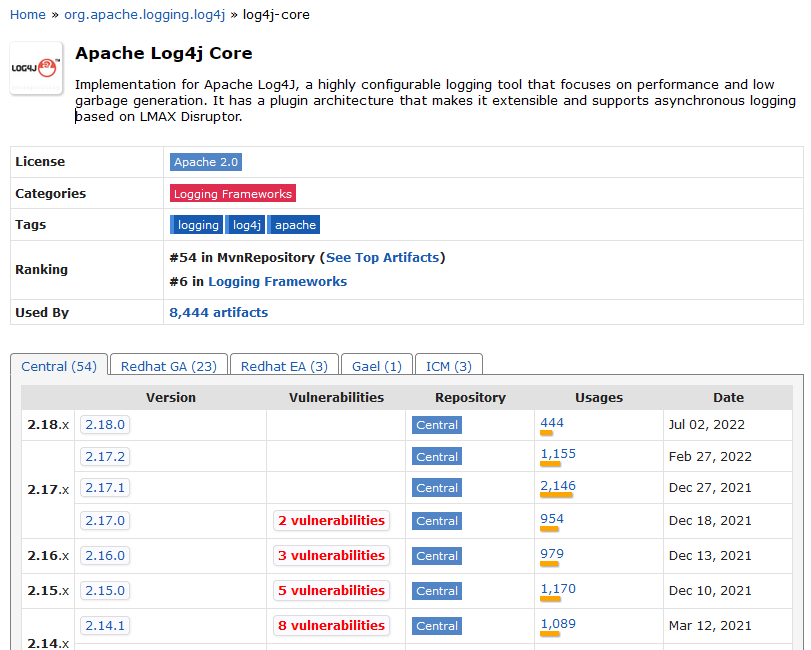 Home » org.apache.logging.log4j » log4j-core
LOG4J™
Apache Log4j Core
Implementation for Apache Log4J, a highly configurable logging tool that focuses on performance and low
garbage generation. It has a plugin architecture that makes it extensible and supports asynchronous logging
based on LMAX Disruptor.
License Apache 2.0
Categories Logging Frameworks
Tags logging log4j apache
Ranking #54 in MvnRepository (See Top Artifacts)
#6 in Logging Frameworks
Used By 8,444 artifacts
Central (54) Redhat GA (23) Redhat EA (3) Gael (1) ICM (3)
Version Vulnerabilities Repository Usages Date
2.18.x 2.18.0 Central 444 Jul 02, 2022
2.17.x 2.17.2 Central 1,155 Feb 27, 2022
2.17.1 Central 2,146 Dec 27, 2021
2.17.0 2 vulnerabilities Central 954 Dec 18, 2021
2.16.x 2.16.0 3 vulnerabilities Central 979 Dec 13, 2021
2.15.x 2.15.0 5 vulnerabilities Central 1,170 Dec 10, 2021
2.14.x 2.14.1 8 vulnerabilities Central 1,089 Mar 12, 2021